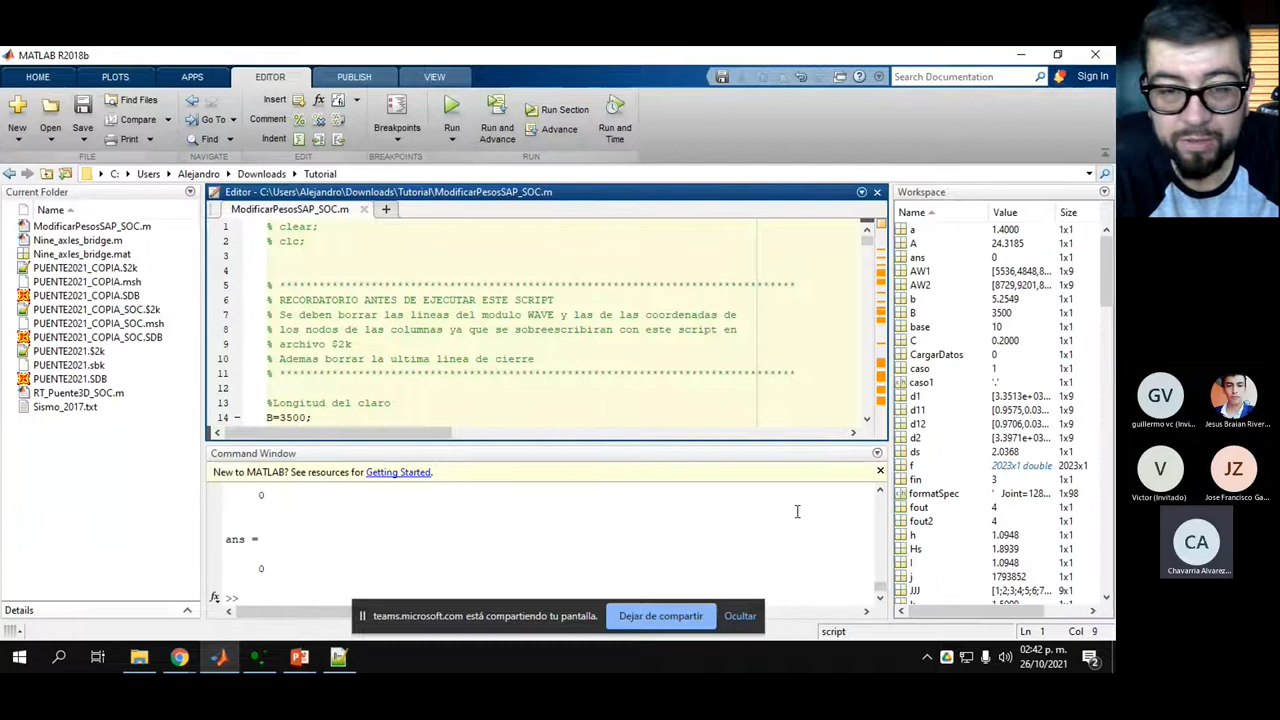 MATLAB R2018b
HOME PLOTS APPS EDITOR PUBLISH VIEW Search Documentation Sign In
New Open Save Find Files Compare Print Go To Find Insert Comment Indent Breakpoints Run Run and Advance Run Section Advance Run and Time
FILE NAVIGATE EDIT BREAKPOINTS RUN
C: Users Alejandro Downloads Tutorial
Current Folder
Name
ModificarPesosSAP_SOC.m
Nine_axles_bridge.m
Nine_axles_bridge.mat
PUENTE2021_COPIA.$2k
PUENTE2021_COPIA.msh
PUENTE2021_COPIA.SDB
PUENTE2021_COPIA_SOC.$2k
PUENTE2021_COPIA_SOC.msh
PUENTE2021_COPIA_SOC.SDB
PUENTE2021.$2k
PUENTE2021.sbk
PUENTE2021.SDB
RT_Puente3D_SOC.m
Sismo_2017.txt
Details
Editor - C:\Users\Alejandro\Downloads\Tutorial\ModificarPesosSAP_SOC.m
ModificarPesosSAP_SOC.m
1 % clear;
2 % clc;
3
4
5 % ********************************************************************************
6 % RECORDATORIO ANTES DE EJECUTAR ESTE SCRIPT
7 % Se deben borrar las lineas del modulo WAVE y las de las coordenadas de
8 % los nodos de las columnas ya que se sobreescribiran con este script en
9 % archivo $2k
10 % Ademas borrar la ultima linea de cierre
11 % ********************************************************************************
12
13 %Longitud del claro
14 B=3500;
Command Window
New to MATLAB? See resources for Getting Started.
0
ans =
0
fx >>
Workspace
Name Value Size
a 1.4000 1x1
A 24.3185 1x1
ans 0 1x1
AW1 [5536,4848,8... 1x9
AW2 [8729,9201,8... 1x9
b 5.2549 1x1
B 3500 1x1
base 10 1x1
C 0.2000 1x1
CargarDatos 0 1x1
caso 1 1x1
caso1 '.' 1x1
d1 [3.3513e+03... 1x9
d11 [0.9575,0.03... 1x9
d12 [0.9706,0.03... 1x9
d2 [3.3971e+03... 1x9
ds 2.0368 1x1
f 2023x1 double 2023x1
fin 3 1x1
formatSpec ' Joint=128... 1x98
fout 4 1x1
fout2 4 1x1
h 1.0948 1x1
Hs 1.8939 1x1
I 1.0948 1x1
j 1793852 1x1
JJJ [1;2;3;4;5;6;7...
teams.microsoft.com está compartiendo tu pantalla. Dejar de compartir Ocultar
script Ln 1 Col 9
02:42 p. m.
26/10/2021
2
GV
guillermo vc (Invi...
Jesus Braian River...
V
Victor (Invitado)
JZ
Jose Francisco Ga...
CA
Chavarria Alvarez...